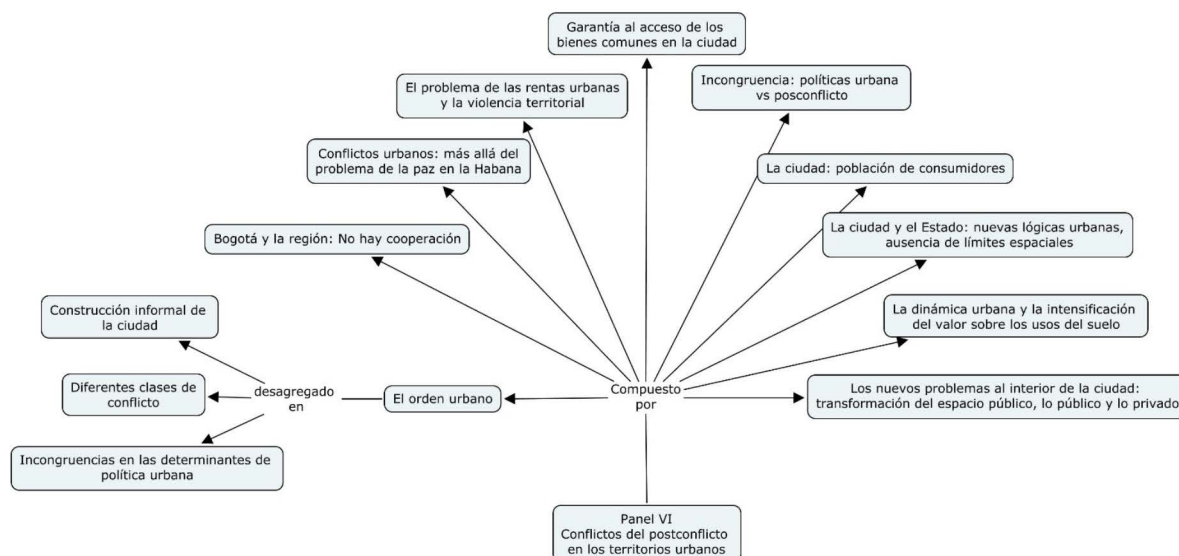 Garantía al acceso de los
bienes comunes en la ciudad
El problema de las rentas urbanas
y la violencia territorial
Incongruencia: políticas urbana
vs posconflicto
Conflictos urbanos: más allá del
problema de la paz en la Habana
La ciudad: población de consumidores
Bogotá y la región: No hay cooperación
La ciudad y el Estado: nuevas lógicas urbanas,
ausencia de límites espaciales
Construcción informal de
la ciudad
La dinámica urbana y la intensificación
del valor sobre los usos del suelo
Diferentes clases de
conflicto
desagregado
en
El orden urbano
Compuesto
por
Los nuevos problemas al interior de la ciudad:
transformación del espacio público, lo público y lo privado
Incongruencias en las determinantes de
política urbana
Panel VI
Conflictos del postconflicto
en los territorios urbanos